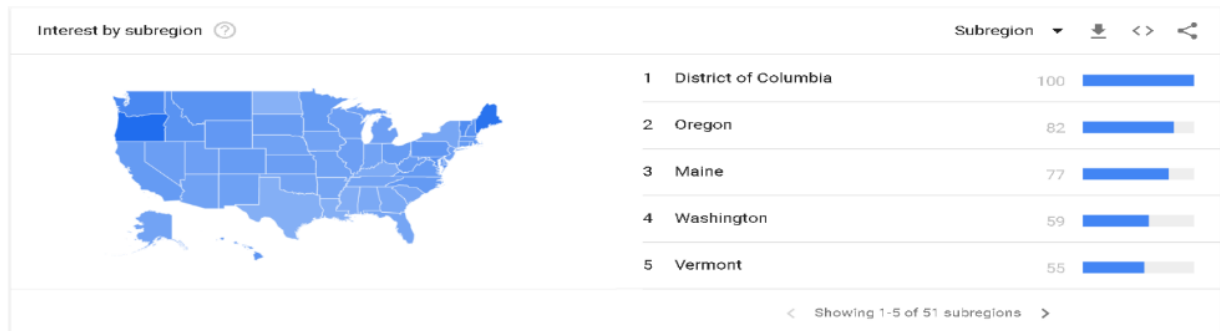 Interest by subregion ?
Subregion
1 District of Columbia 100
2 Oregon 82
3 Maine 77
4 Washington 59
5 Vermont 55
Showing 1-5 of 51 subregions